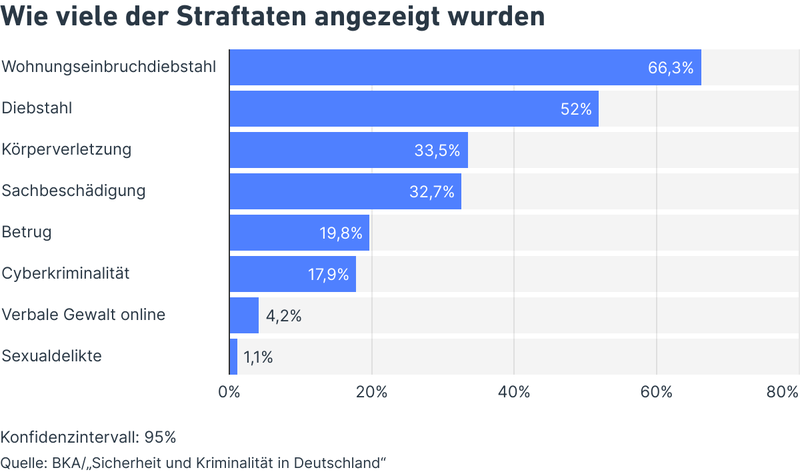 Wie viele der Straftaten angezeigt wurden
Wohnungseinbruchdiebstahl 66,3%
Diebstahl 52%
Körperverletzung 33,5%
Sachbeschädigung 32,7%
Betrug 19,8%
Cyberkriminalität 17,9%
Verbale Gewalt online 4,2%
Sexualdelikte 1,1%
0% 20% 40% 60% 80%
Konfidenzintervall: 95%
Quelle: BKA/„Sicherheit und Kriminalität in Deutschland“